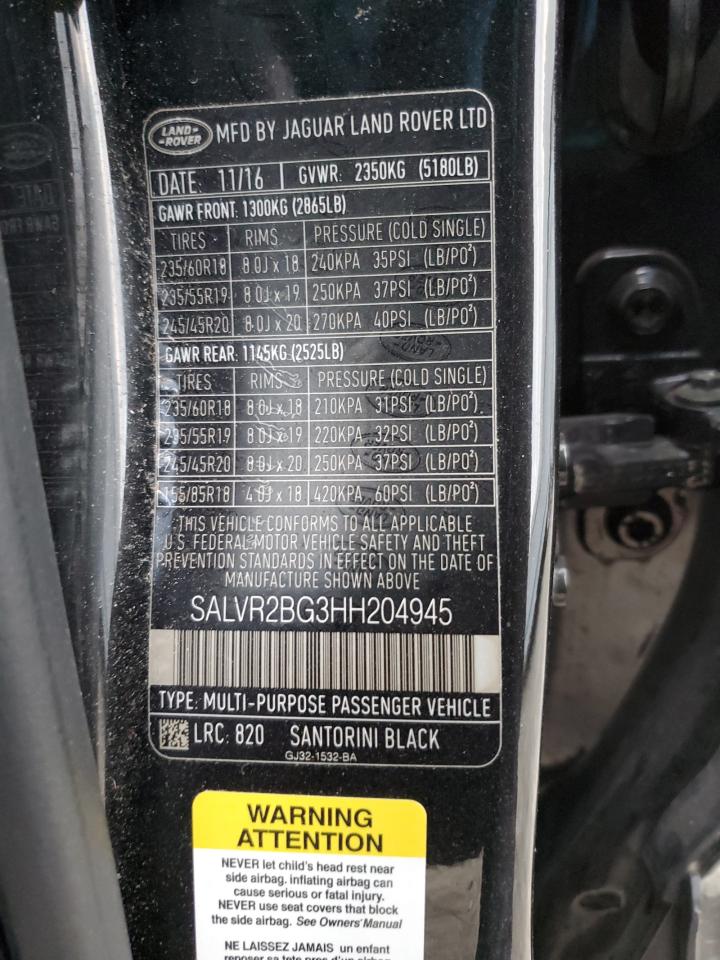 LAND-
-ROVER
MFD BY JAGUAR LAND ROVER LTD
DATE: 11/16 GVWR: 2350KG (5180LB)
GAWR FRONT: 1300KG (2865LB)
TIRES RIMS PRESSURE (COLD SINGLE)
235/60R18 8.0J x 18 240KPA 35PSI (LB/PO²)
235/55R19 8.0J x 19 250KPA 37PSI (LB/PO²)
245/45R20 8.0J x 20 270KPA 40PSI (LB/PO²)
GAWR REAR: 1145KG (2525LB)
TIRES RIMS PRESSURE (COLD SINGLE)
235/60R18 8.0J x 18 210KPA 31PSI (LB/PO²)
235/55R19 8.0J x 19 220KPA 32PSI (LB/PO²)
245/45R20 8.0J x 20 250KPA 37PSI (LB/PO²)
155/85R18 4.0J x 18 420KPA 60PSI (LB/PO²)
THIS VEHICLE CONFORMS TO ALL APPLICABLE
U.S. FEDERAL MOTOR VEHICLE SAFETY AND THEFT
PREVENTION STANDARDS IN EFFECT ON THE DATE OF
MANUFACTURE SHOWN ABOVE
SALVR2BG3HH204945
TYPE: MULTI-PURPOSE PASSENGER VEHICLE
LRC: 820 SANTORINI BLACK
GJ32-1532-BA
WARNING
ATTENTION
NEVER let child's head rest near
side airbag. inflating airbag can
cause serious or fatal injury.
NEVER use seat covers that block
the side airbag. See Owners' Manual
NE LAISSEZ JAMAIS un enfant
reposer sa tete pres d'un airbag